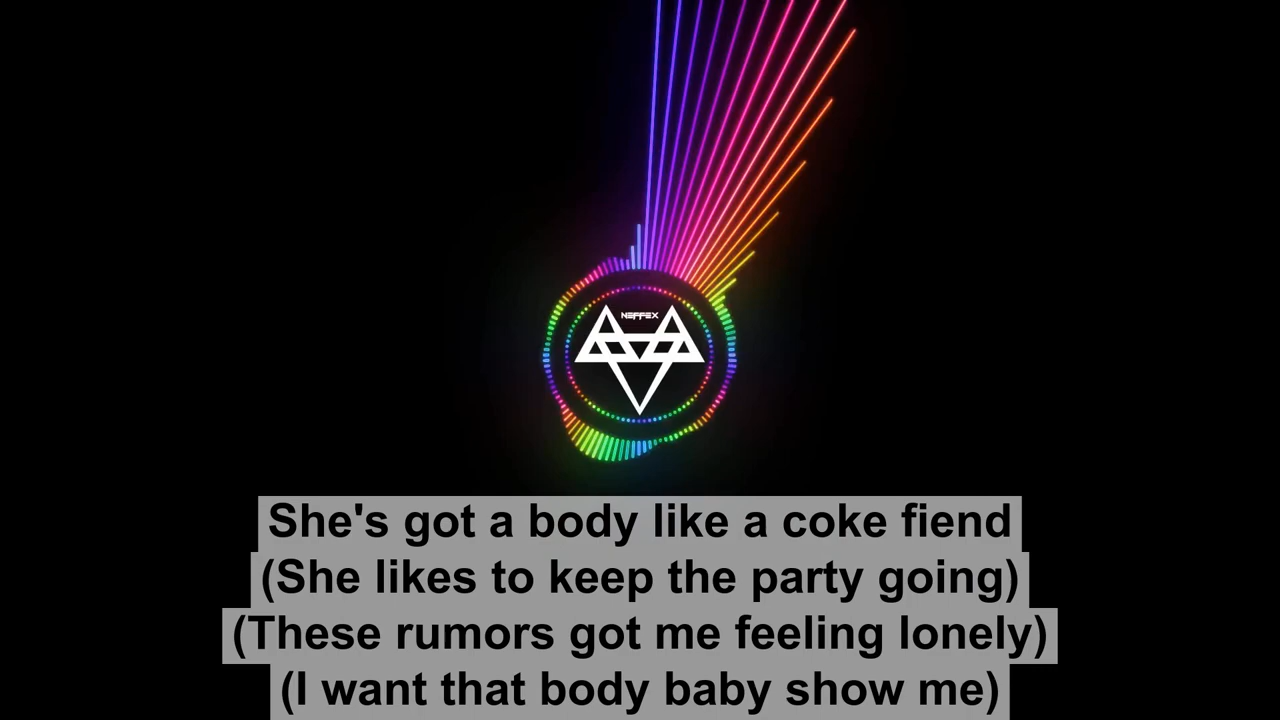 NEFFEX
She's got a body like a coke fiend
(She likes to keep the party going)
(These rumors got me feeling lonely)
(I want that body baby show me)